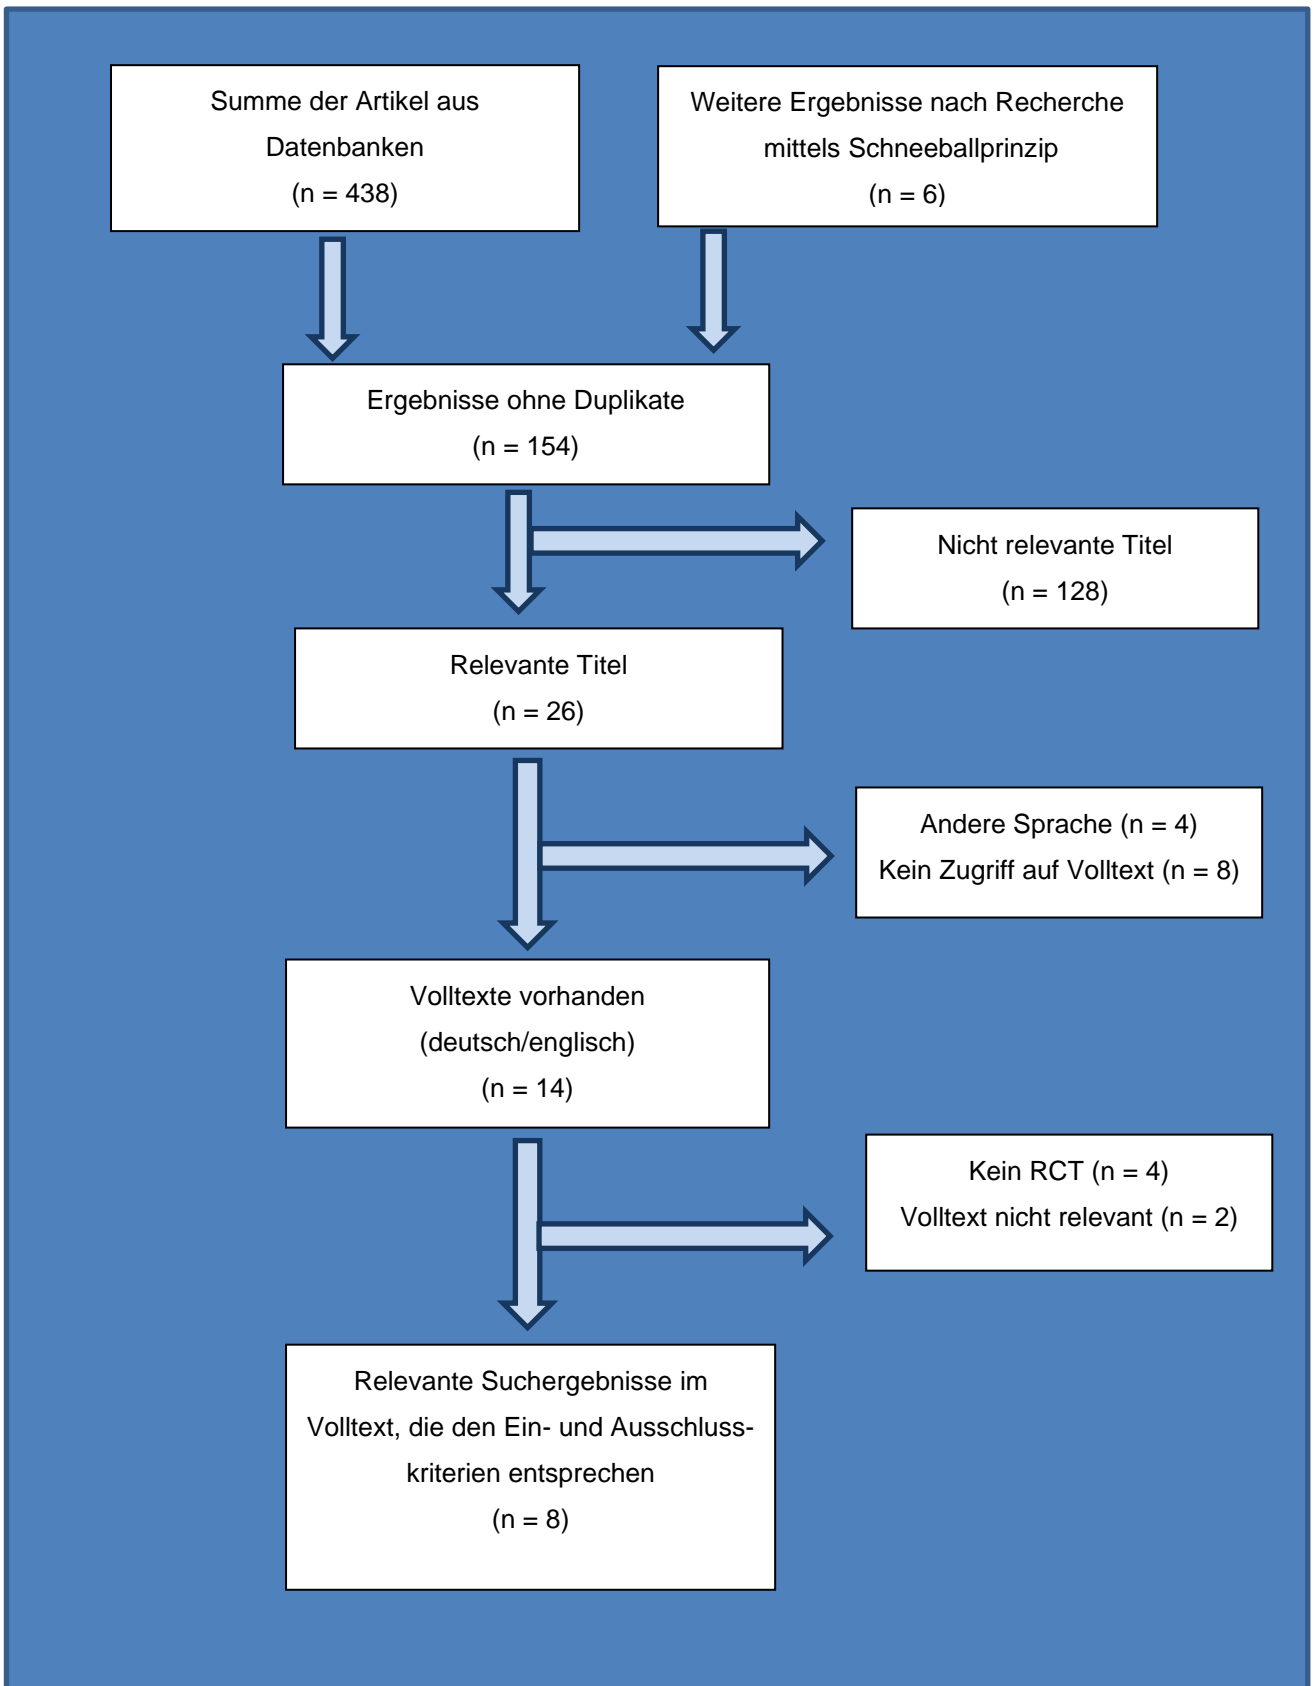 Summe der Artikel aus
Datenbanken
(n = 438)
Weitere Ergebnisse nach Recherche
mittels Schneeballprinzip
(n = 6)
Ergebnisse ohne Duplikate
(n = 154)
Nicht relevante Titel
(n = 128)
Relevante Titel
(n = 26)
Andere Sprache (n = 4)
Kein Zugriff auf Volltext (n = 8)
Volltexte vorhanden
(deutsch/englisch)
(n = 14)
Kein RCT (n = 4)
Volltext nicht relevant (n = 2)
Relevante Suchergebnisse im
Volltext, die den Ein- und Ausschluss-
kriterien entsprechen
(n = 8)